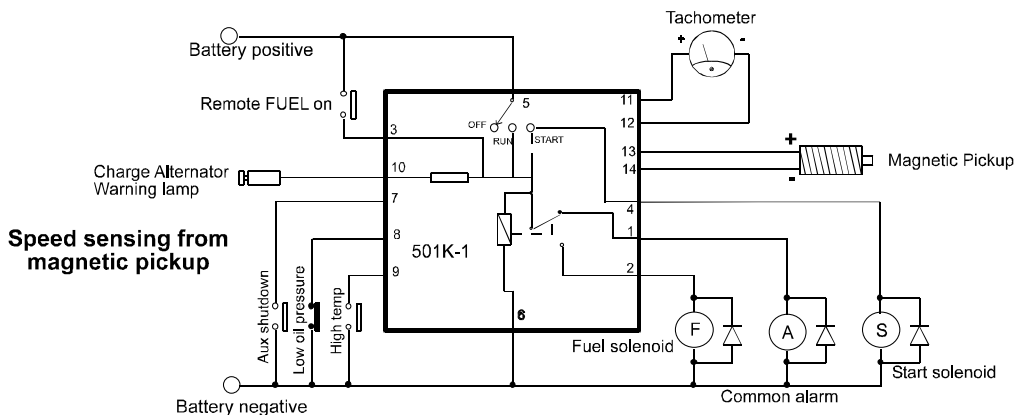 Tachometer
+ -
Battery positive
Remote FUEL on
5
11
OFF
12
3
RUN
START
+
13
10
14
Magnetic Pickup
-
Charge Alternator
Warning lamp
7
4
Speed sensing from
magnetic pickup
8
501K-1
1
9
2
Aux shutdown
Low oil pressure
High temp
6
F
A
S
Fuel solenoid
Start solenoid
Common alarm
Battery negative